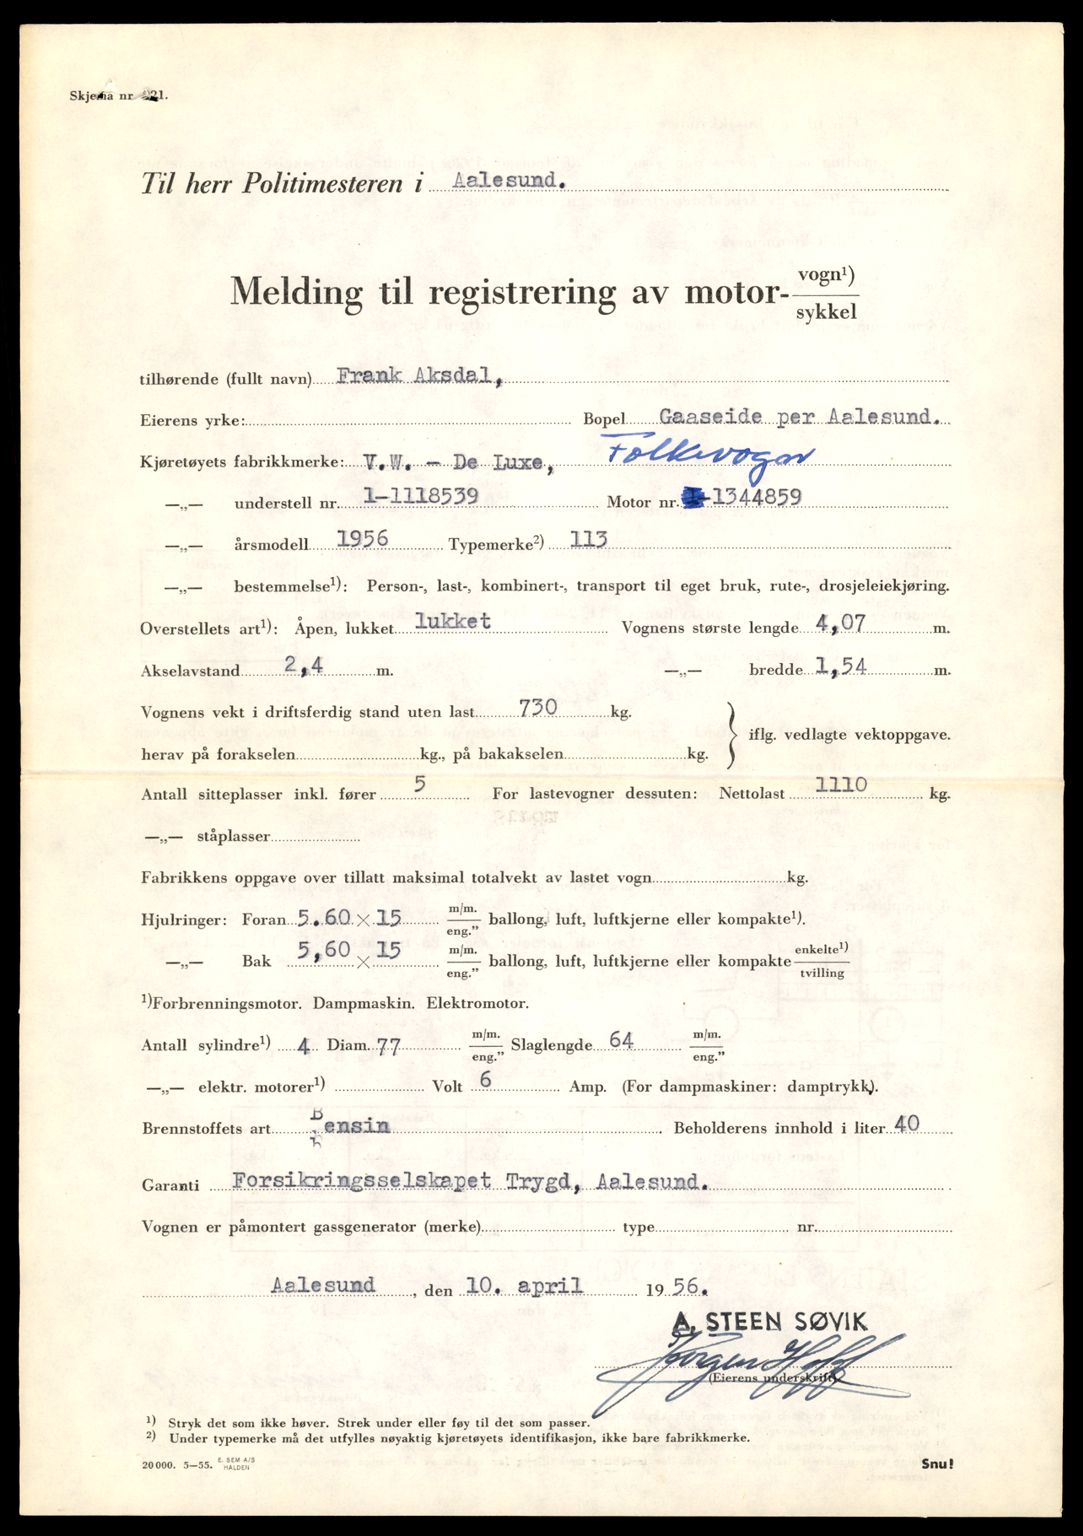 Skjema nr. 221.
Til herr Politimesteren i Aalesund.
Melding til registrering av motor-vogn¹)
sykkel
tilhørende (fullt navn) Frank Aksdal,
Eierens yrke: Bopel Gaaseide per Aalesund.
Kjøretøyets fabrikkmerke: V.W. - De Luxe, Folkevogn
—„— understell nr. 1-1118539 Motor nr. 1-1344859
—„— årsmodell 1956 Typemerke²) 113
—„— bestemmelse¹): Person-, last-, kombinert-, transport til eget bruk, rute-, drosjeleiekjøring.
Overstellets art¹): Åpen, lukket lukket Vognens største lengde 4,07 m.
Akselavstand 2,4 m. —„— bredde 1,54 m.
Vognens vekt i driftsferdig stand uten last 730 kg.
iflg. vedlagte vektoppgave.
herav på forakselen kg., på bakakselen kg.
Antall sitteplasser inkl. fører 5 For lastevogner dessuten: Nettolast 1110 kg.
—„— ståplasser
Fabrikkens oppgave over tillatt maksimal totalvekt av lastet vogn kg.
Hjulringer: Foran 5.60 × 15 m/m. eng.” ballong, luft, luftkjerne eller kompakte¹).
—„— Bak 5,60 × 15 m/m. eng.” ballong, luft, luftkjerne eller kompakte enkelte¹) tvilling
¹)Forbrenningsmotor. Dampmaskin. Elektromotor.
Antall sylindre¹) 4 Diam. 77 m/m. eng.” Slaglengde 64 m/m. eng.”
—„— elektr. motorer¹) Volt 6 Amp. (For dampmaskiner: damptrykk).
Brennstoffets art Bensin Beholderens innhold i liter 40
Garanti Forsikringsselskapet Trygd, Aalesund.
Vognen er påmontert gassgenerator (merke) type nr.
Aalesund, den 10. april 1956.
A. STEEN SØVIK
Jørgen Hoff
(Eierens underskrift)
¹) Stryk det som ikke høver. Strek under eller føy til det som passer.
²) Under typemerke må det utfylles nøyaktig kjøretøyets identifikasjon, ikke bare fabrikkmerke.
20 000. 5—55. E. SEM A/S HALDEN
Snu!